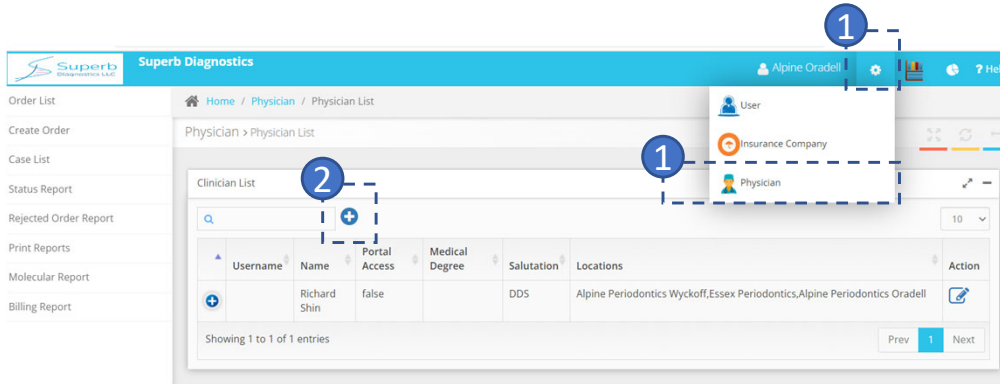 1
Superb
Diagnostics LLC
Superb Diagnostics
Alpine Oradell
? Hel
Order List
Create Order
Case List
Status Report
Rejected Order Report
Print Reports
Molecular Report
Billing Report
Home / Physician / Physician List
Physician > Physician List
User
Insurance Company
1
Physician
Clinician List
2
10
Username Name Portal Access Medical Degree Salutation Locations Action
Richard Shin false DDS Alpine Periodontics Wyckoff,Essex Periodontics,Alpine Periodontics Oradell
Showing 1 to 1 of 1 entries
Prev 1 Next